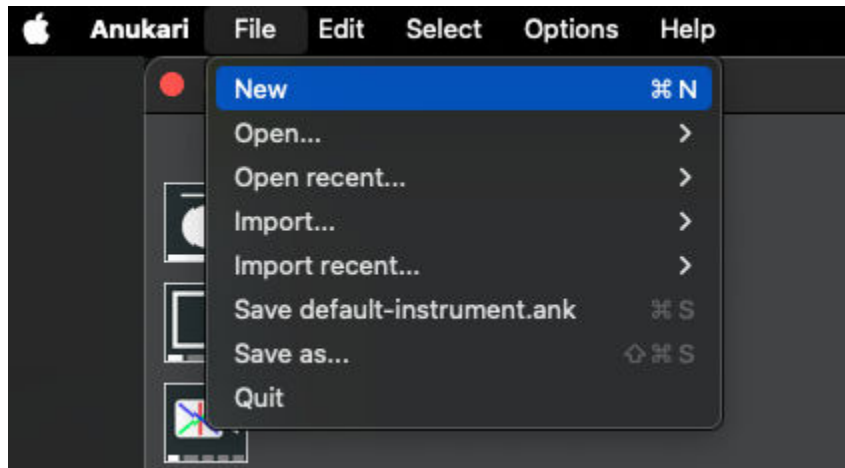 Anukari File Edit Select Options Help
New ⌘ N
Open...
Open recent...
Import...
Import recent...
Save default-instrument.ank ⌘ S
Save as... ⇧ ⌘ S
Quit